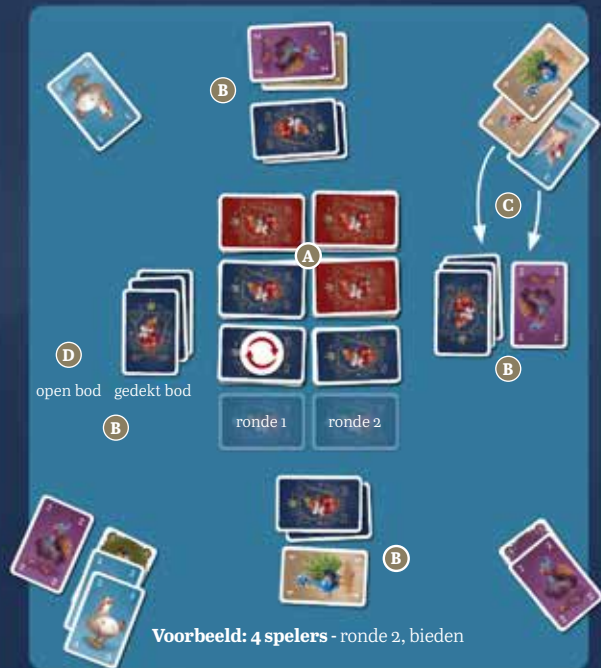 B
C
A
B
D
open bod gedekt bod
B
ronde 1 ronde 2
B
Voorbeeld: 4 spelers - ronde 2, bieden